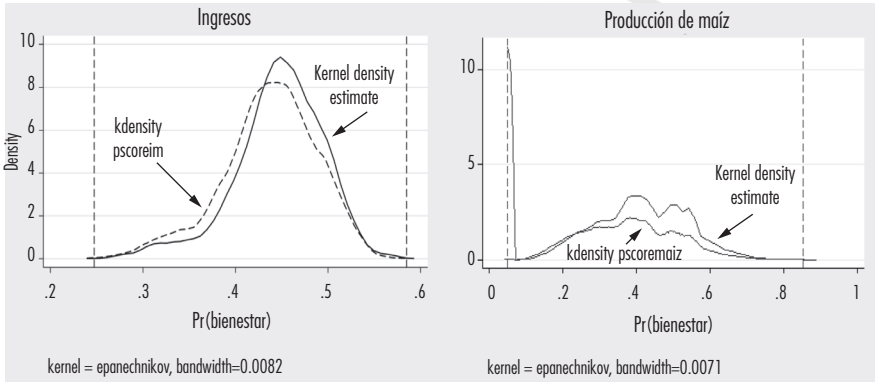 Ingresos
10
8
6
4
2
0
Density
kdensity
pscoreim
Kernel density
estimate
.2
.3
.4
.5
.6
Pr(bienestar)
kernel = epanechnikov, bandwidth=0.0082
Producción de maíz
10
5
0
Kernel density
estimate
kdensity pscoremaiz
0
.2
.4
.6
.8
1
Pr(bienestar)
kernel = epanechnikov, bandwidth=0.0071